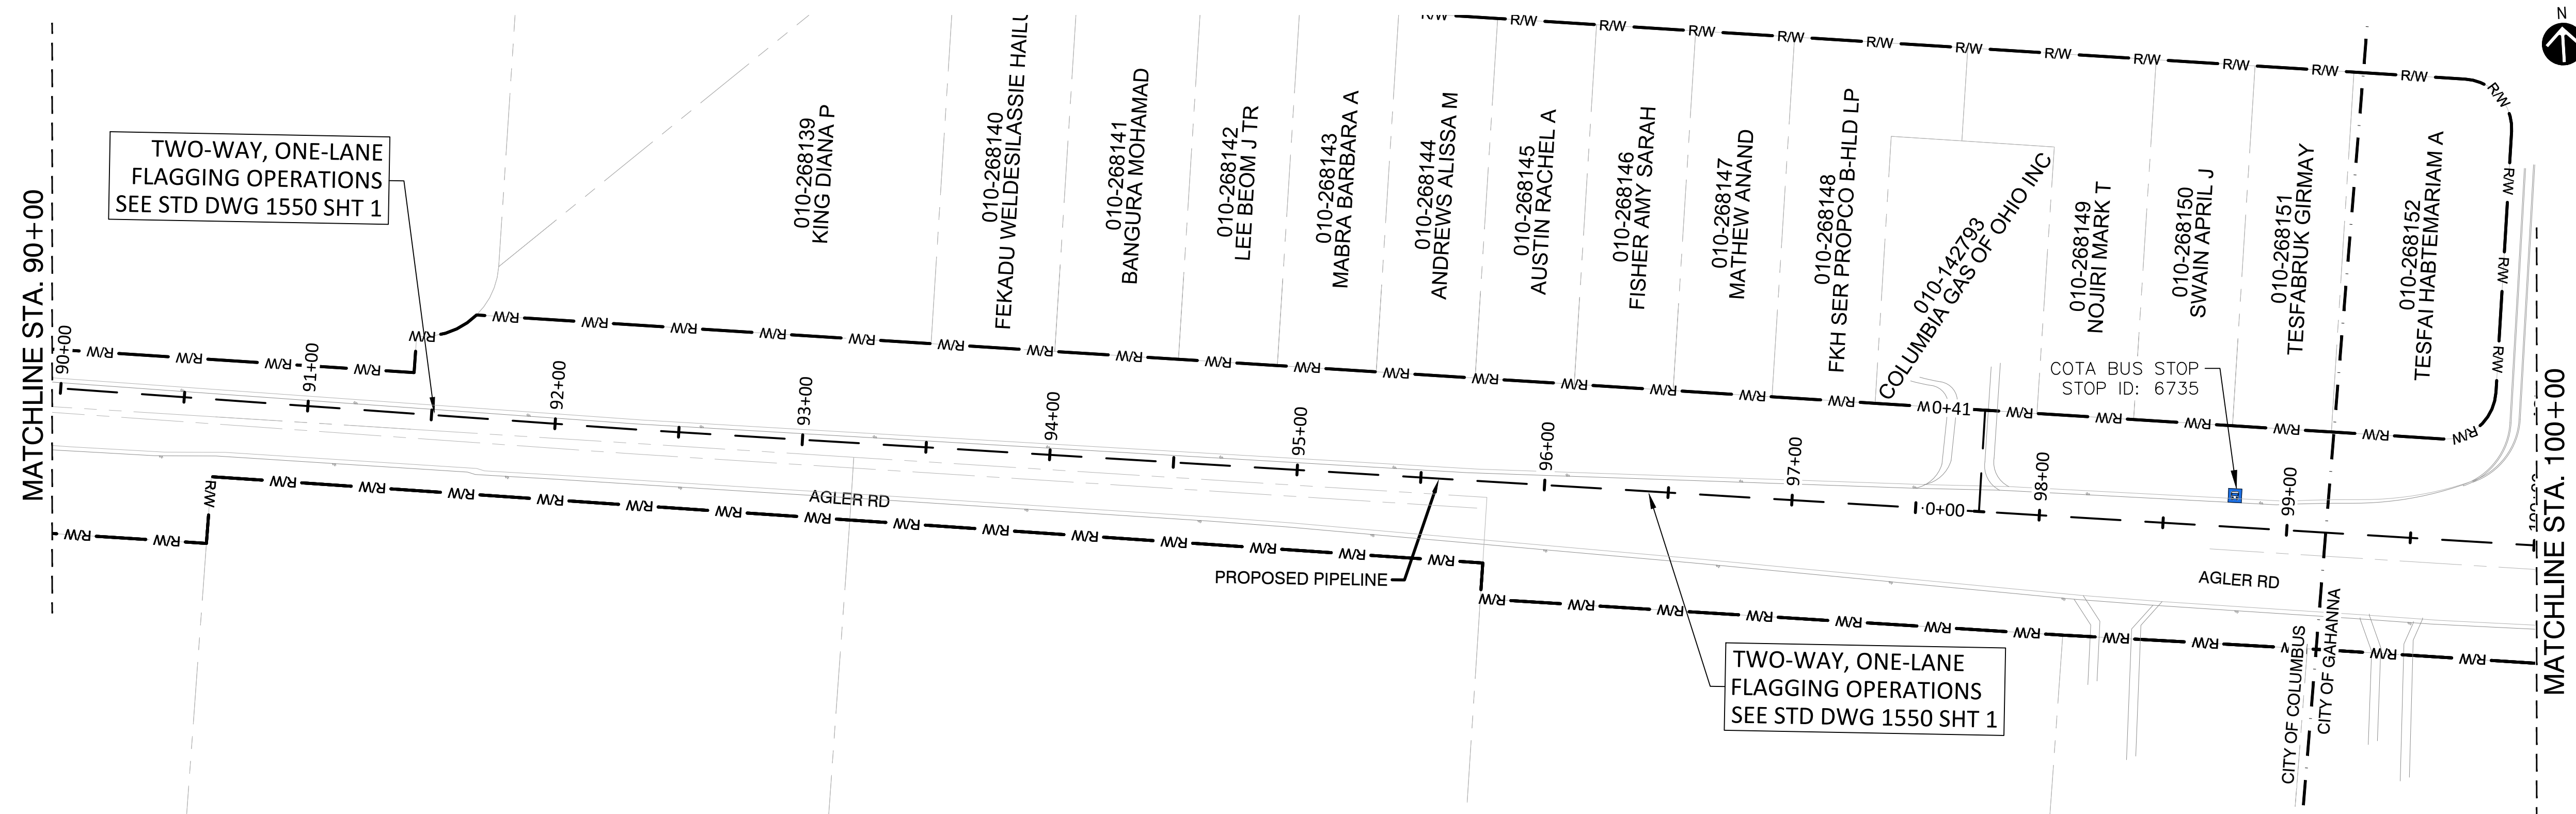 N
R/W R/W R/W R/W R/W R/W R/W R/W R/W R/W R/W R/W
R/W
R/W
R/W
R/W
R/W
MATCHLINE STA. 90+00
TWO-WAY, ONE-LANE
FLAGGING OPERATIONS
SEE STD DWG 1550 SHT 1
010-268139
KING DIANA P
010-268140
FEKADU WELDESILASSIE HAILU
010-268141
BANGURA MOHAMAD
010-268142
LEE BEOM J TR
010-268143
MABRA BARBARA A
010-268144
ANDREWS ALISSA M
010-268145
AUSTIN RACHEL A
010-268146
FISHER AMY SARAH
010-268147
MATHEW ANAND
010-268148
FKH SER PROPCO B-HLD LP
010-142793
COLUMBIA GAS OF OHIO INC
010-268149
NOJIRI MARK T
010-268150
SWAIN APRIL J
010-268151
TESFABRUK GIRMAY
010-268152
TESFAI HABTEMARIAM A
COTA BUS STOP
STOP ID: 6735
R/W R/W R/W R/W
R/W R/W R/W R/W R/W R/W R/W R/W R/W R/W R/W R/W R/W R/W R/W R/W R/W
0+41
R/W R/W R/W R/W R/W
90+00
91+00
92+00
93+00
94+00
95+00
96+00
97+00
0+00
98+00
99+00
MATCHLINE STA. 100+00
AGLER RD
AGLER RD
R/W R/W
R/W
R/W R/W R/W R/W R/W R/W R/W R/W R/W R/W R/W R/W R/W R/W
R/W R/W R/W R/W R/W R/W R/W R/W R/W R/W R/W
PROPOSED PIPELINE
TWO-WAY, ONE-LANE
FLAGGING OPERATIONS
SEE STD DWG 1550 SHT 1
CITY OF COLUMBUS
CITY OF GAHANNA